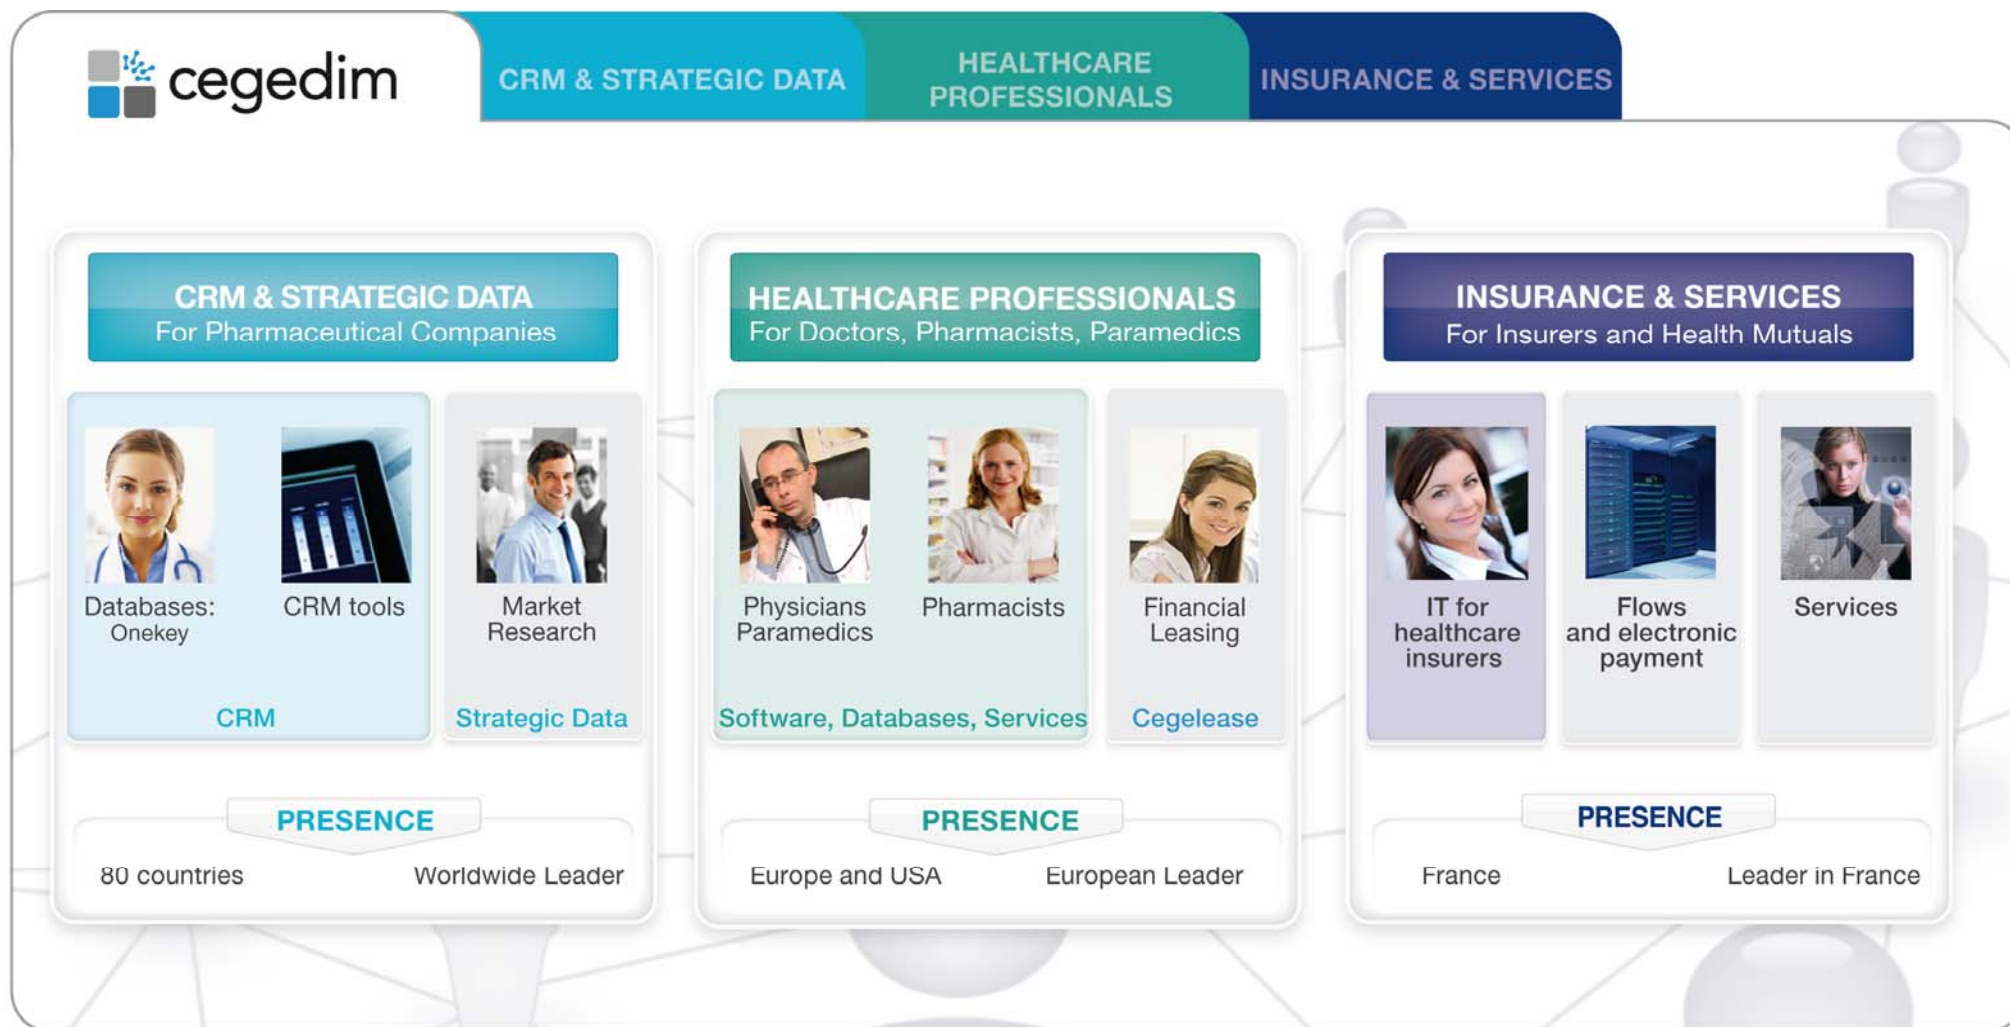 cegedim
CRM & STRATEGIC DATA
HEALTHCARE
PROFESSIONALS
INSURANCE & SERVICES
CRM & STRATEGIC DATA
For Pharmaceutical Companies
Databases:
Onekey
CRM tools
CRM
Market
Research
Strategic Data
PRESENCE
80 countries
Worldwide Leader
HEALTHCARE PROFESSIONALS
For Doctors, Pharmacists, Paramedics
Physicians
Paramedics
Pharmacists
Software, Databases, Services
Financial
Leasing
Cegelease
PRESENCE
Europe and USA
European Leader
INSURANCE & SERVICES
For Insurers and Health Mutuals
IT for
healthcare
insurers
Flows
and electronic
payment
Services
PRESENCE
France
Leader in France